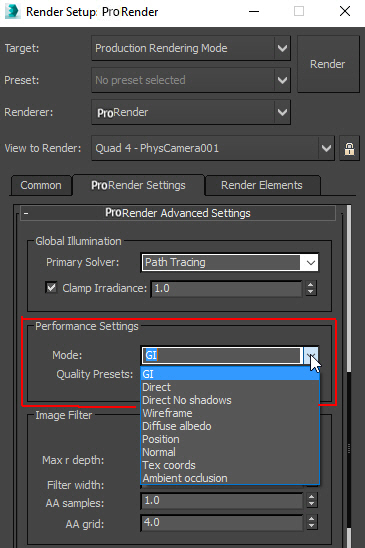 Render Setup: ProRender
Target: Production Rendering Mode
Render
Preset: No preset selected
Renderer: ProRender
View to Render: Quad 4 - PhysCamera001
Common ProRender Settings Render Elements
- ProRender Advanced Settings
Global Illumination
Primary Solver: Path Tracing
Clamp Irradiance: 1.0
Performance Settings
Mode: GI
Quality Presets:
GI
Direct
Direct No shadows
Wireframe
Diffuse albedo
Position
Normal
Tex coords
Ambient occlusion
Image Filter
Max r depth:
Filter width:
AA samples: 1.0
AA grid: 4.0